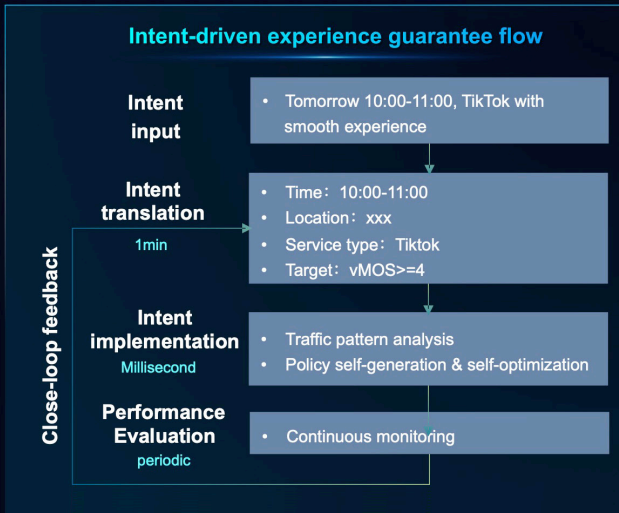 Intent-driven experience guarantee flow
Intent
input
• Tomorrow 10:00-11:00, TikTok with
smooth experience
Intent
translation
1min
• Time：10:00-11:00
• Location：xxx
• Service type：Tiktok
• Target：vMOS>=4
Intent
implementation
Millisecond
• Traffic pattern analysis
• Policy self-generation & self-optimization
Performance
Evaluation
periodic
• Continuous monitoring
Close-loop feedback